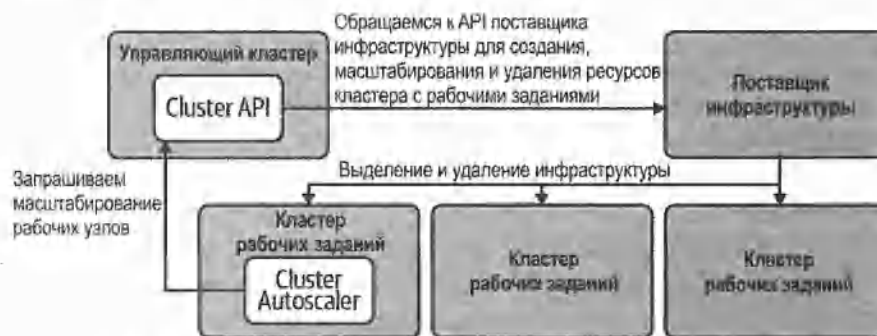 Обращаемся к API поставщика
инфраструктуры для создания,
масштабирования и удаления ресурсов
кластера с рабочими заданиями
Управляющий кластер
Cluster API
Поставщик
инфраструктуры
Запрашиваем
масштабирование
рабочих узлов
Выделение и удаление инфраструктуры
Кластер
рабочих заданий
Cluster
Autoscaler
Кластер
рабочих заданий
Кластер
рабочих заданий